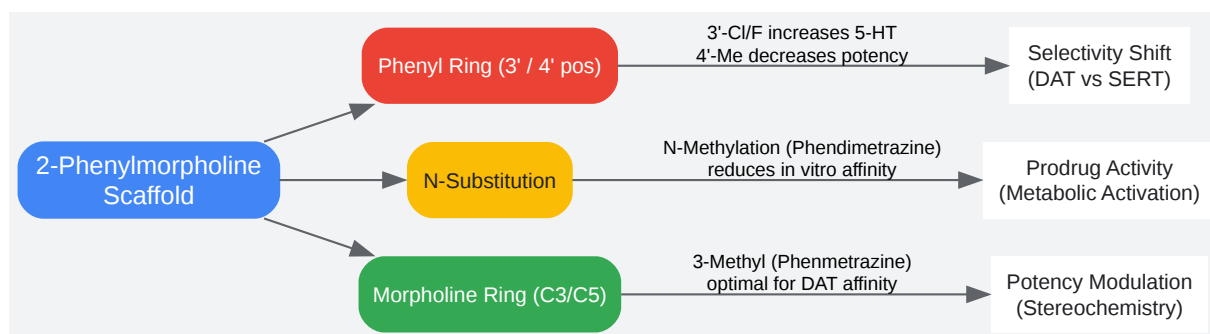 2-Phenylmorpholine
Scaffold
Phenyl Ring (3' / 4' pos)
3'-Cl/F increases 5-HT
4'-Me decreases potency
Selectivity Shift
(DAT vs SERT)
N-Substitution
N-Methylation (Phendimetrazine)
reduces in vitro affinity
Prodrug Activity
(Metabolic Activation)
Morpholine Ring (C3/C5)
3-Methyl (Phenmetrazine)
optimal for DAT affinity
Potency Modulation
(Stereochemistry)